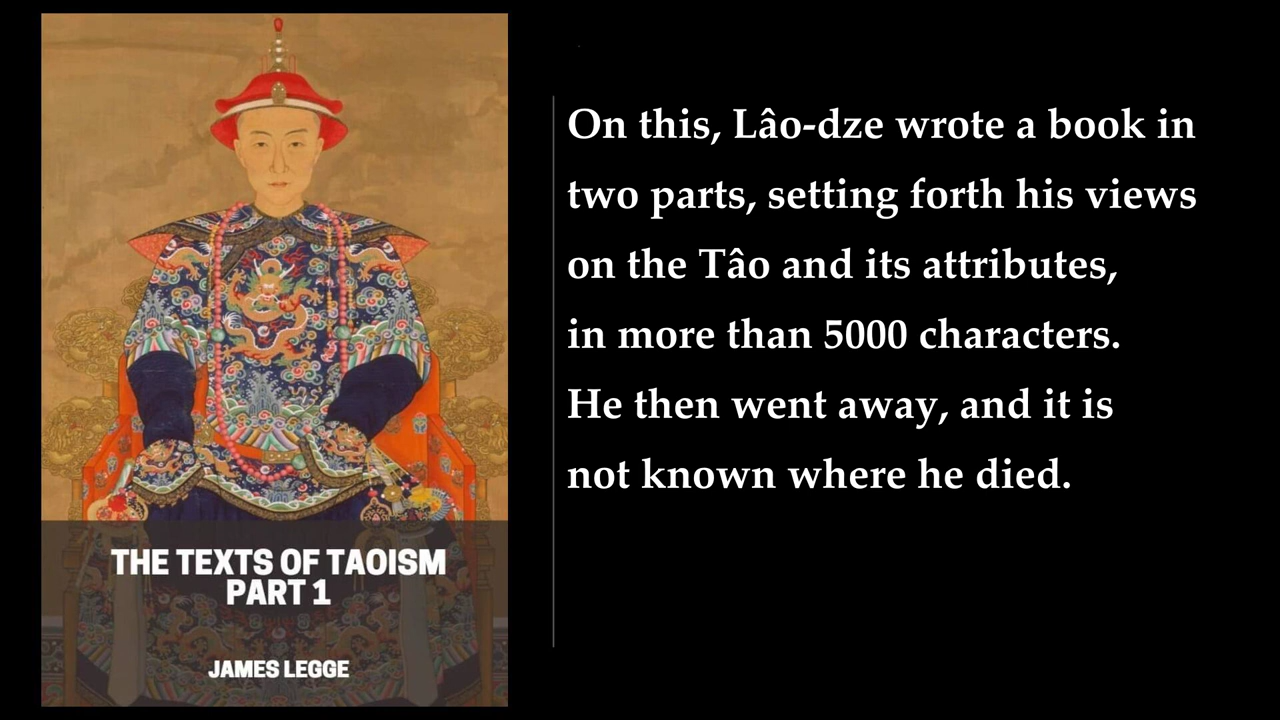 On this, Lâo-dze wrote a book in
two parts, setting forth his views
on the Tâo and its attributes,
in more than 5000 characters.
He then went away, and it is
not known where he died.
THE TEXTS OF TAOISM
PART 1
JAMES LEGGE